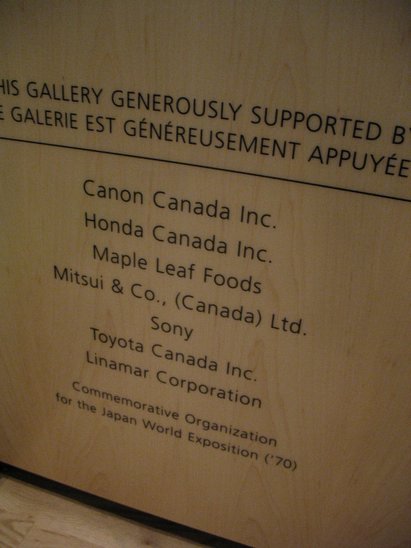 HIS GALLERY GENEROUSLY SUPPORTED BY
E GALERIE EST GÉNÉREUSEMENT APPUYÉE
Canon Canada Inc.
Honda Canada Inc.
Maple Leaf Foods
Mitsui & Co., (Canada) Ltd.
Sony
Toyota Canada Inc.
Linamar Corporation
Commemorative Organization
for the Japan World Exposition ('70)